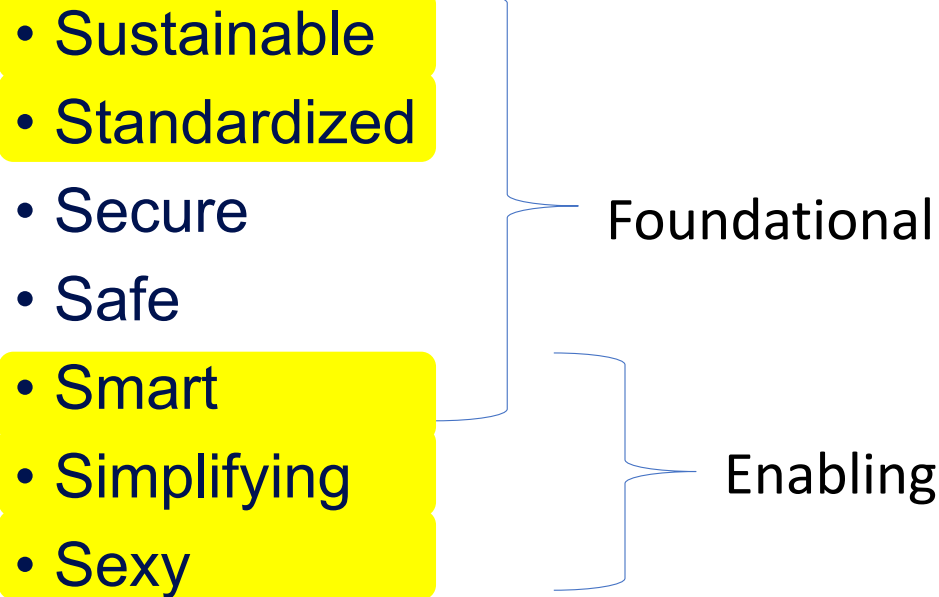 • Sustainable
• Standardized
• Secure
• Safe
• Smart
• Simplifying
• Sexy
Foundational
Enabling